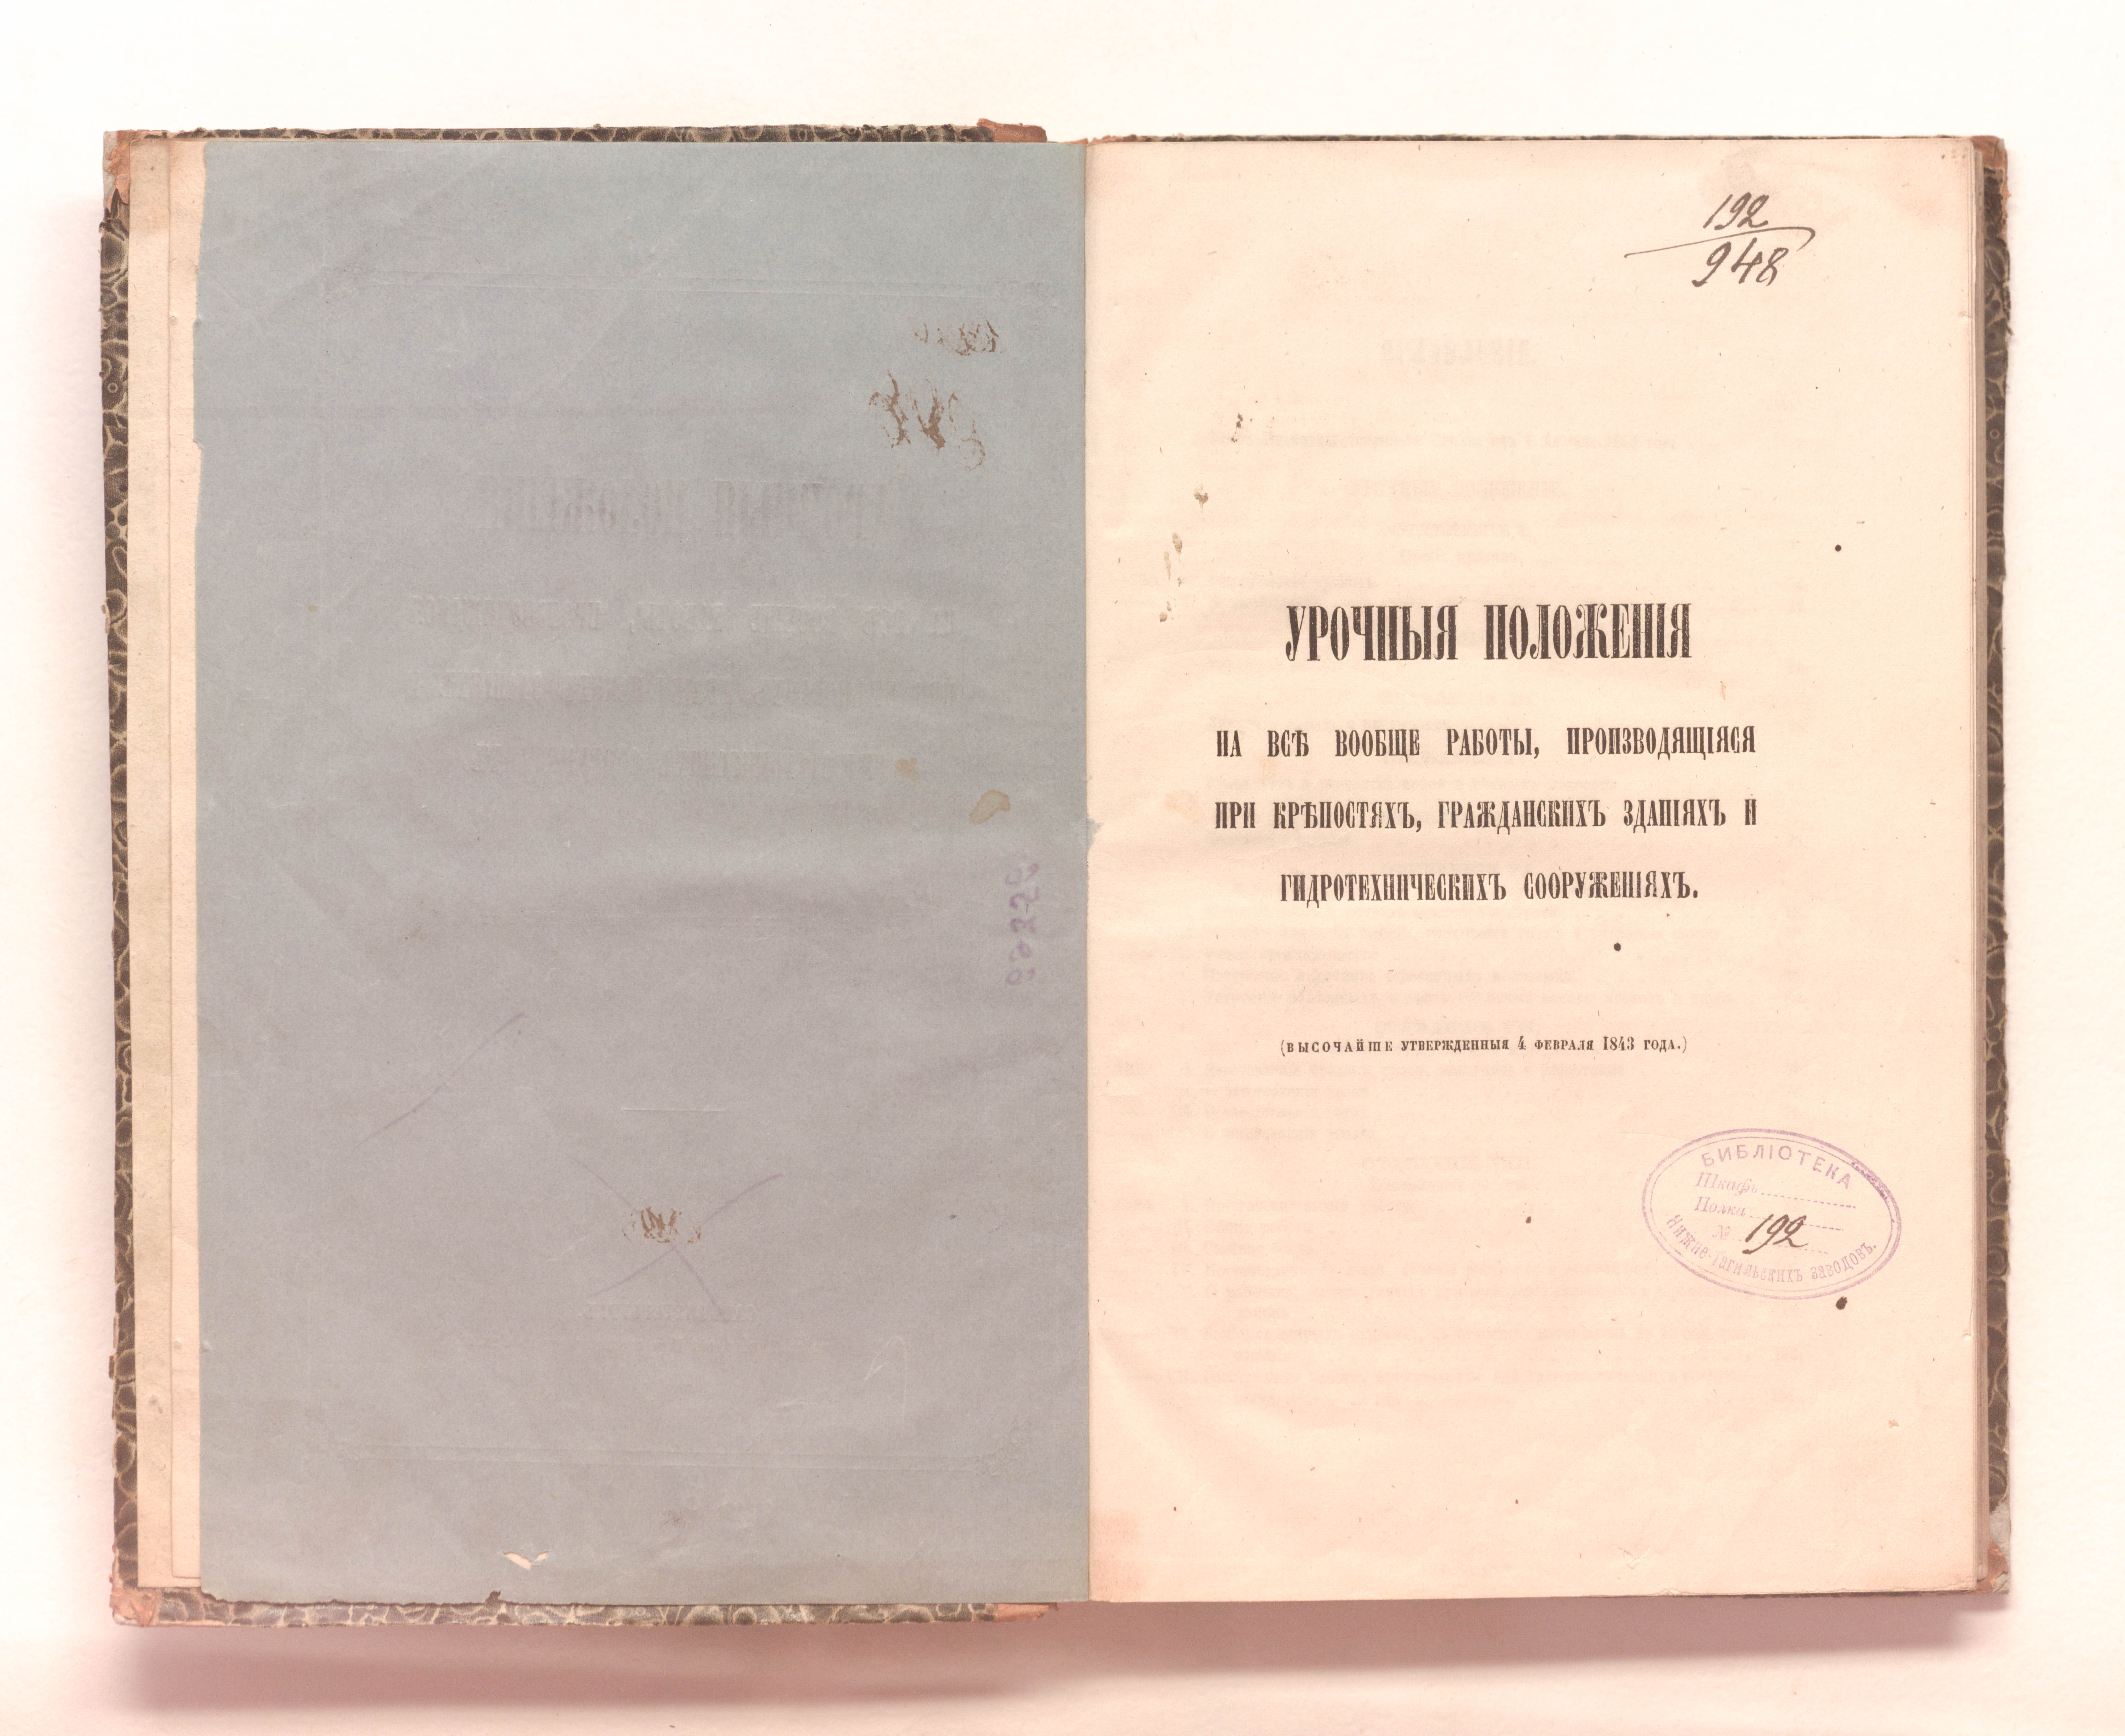 192
948
УРОЧНЫЯ ПОЛОЖЕНІЯ
НА ВСѢ ВООБЩЕ РАБОТЫ, ПРОИЗВОДЯЩІЯСЯ
ПРИ КРѢПОСТЯХЪ, ГРАЖДАНСКИХЪ ЗДАНІЯХЪ И
ГИДРОТЕХНИЧЕСКИХЪ СООРУЖЕНІЯХЪ.
(ВЫСОЧАЙШЕ УТВЕРЖДЕННЫЯ 4 ФЕВРАЛЯ 1843 ГОДА.)
БИБЛІОТЕКА
Шкафъ
Полка
№ 192
Нижне-Тагильскихъ заводовъ.